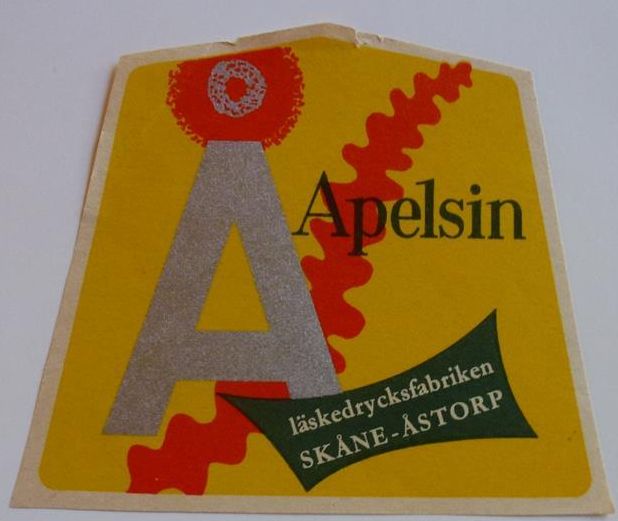 Å
Apelsin
läskedrycksfabriken
SKÅNE-ÅSTORP